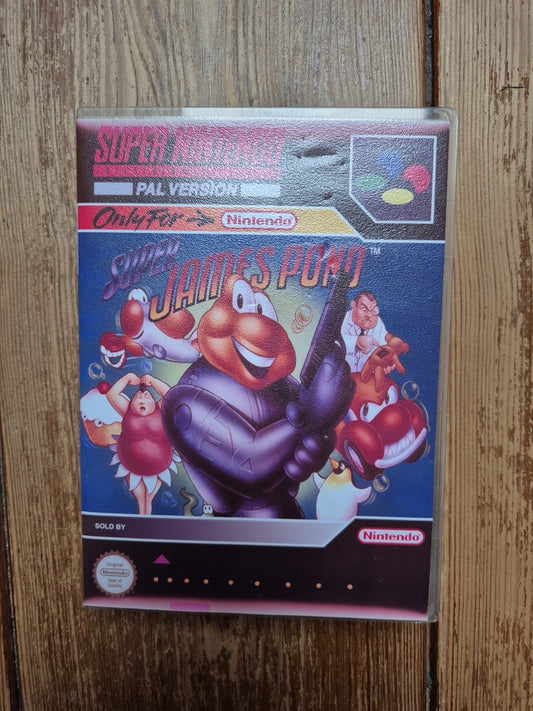 SUPER NINTENDO
PAL VERSION
Only For
Nintendo
SUPER
JAMES POND
TM
SOLD BY
Nintendo
Original
Nintendo
Seal of
Quality